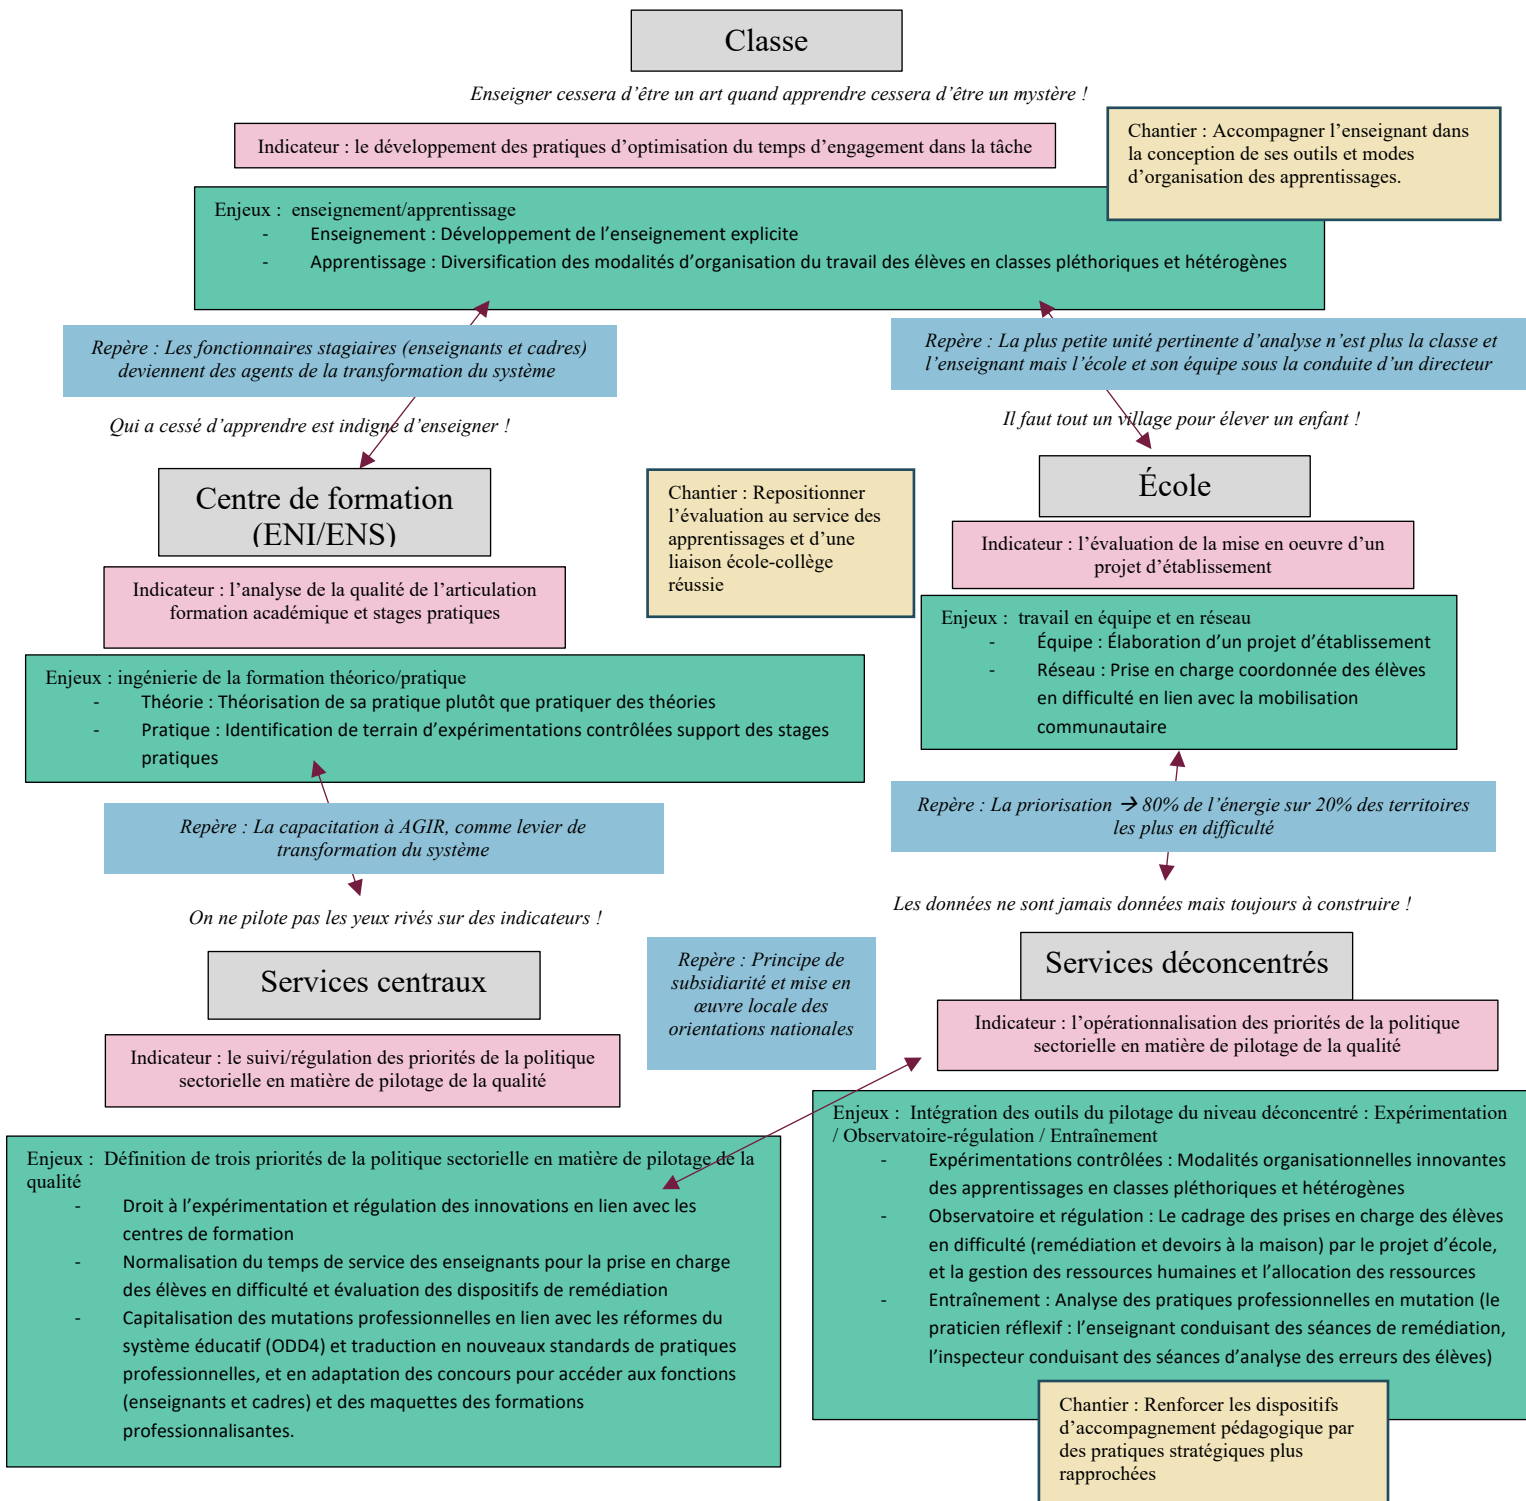 Classe
Enseigner cessera d’être un art quand apprendre cessera d’être un mystère !
Indicateur : le développement des pratiques d’optimisation du temps d’engagement dans la tâche
Chantier : Accompagner l’enseignant dans
la conception de ses outils et modes
d’organisation des apprentissages.
Enjeux : enseignement/apprentissage
- Enseignement : Développement de l’enseignement explicite
- Apprentissage : Diversification des modalités d’organisation du travail des élèves en classes pléthoriques et hétérogènes
Repère : Les fonctionnaires stagiaires (enseignants et cadres)
deviennent des agents de la transformation du système
Repère : La plus petite unité pertinente d’analyse n’est plus la classe et
l’enseignant mais l’école et son équipe sous la conduite d’un directeur
Qui a cessé d’apprendre est indigne d’enseigner !
Il faut tout un village pour élever un enfant !
Centre de formation
(ENI/ENS)
Indicateur : l’analyse de la qualité de l’articulation
formation académique et stages pratiques
Enjeux : ingénierie de la formation théorico/pratique
- Théorie : Théorisation de sa pratique plutôt que pratiquer des théories
- Pratique : Identification de terrain d’expérimentations contrôlées support des stages
pratiques
Chantier : Repositionner
l’évaluation au service des
apprentissages et d’une
liaison école-collège
réussie
École
Indicateur : l’évaluation de la mise en oeuvre d’un
projet d’établissement
Enjeux : travail en équipe et en réseau
- Équipe : Élaboration d’un projet d’établissement
- Réseau : Prise en charge coordonnée des élèves
en difficulté en lien avec la mobilisation
communautaire
Repère : La capacitation à AGIR, comme levier de
transformation du système
Repère : La priorisation → 80% de l’énergie sur 20% des territoires
les plus en difficulté
On ne pilote pas les yeux rivés sur des indicateurs !
Les données ne sont jamais données mais toujours à construire !
Services centraux
Indicateur : le suivi/régulation des priorités de la politique
sectorielle en matière de pilotage de la qualité
Repère : Principe de
subsidiarité et mise en
œuvre locale des
orientations nationales
Services déconcentrés
Indicateur : l’opérationnalisation des priorités de la politique
sectorielle en matière de pilotage de la qualité
Enjeux : Définition de trois priorités de la politique sectorielle en matière de pilotage de la
qualité
- Droit à l’expérimentation et régulation des innovations en lien avec les
centres de formation
- Normalisation du temps de service des enseignants pour la prise en charge
des élèves en difficulté et évaluation des dispositifs de remédiation
- Capitalisation des mutations professionnelles en lien avec les réformes du
système éducatif (ODD4) et traduction en nouveaux standards de pratiques
professionnelles, et en adaptation des concours pour accéder aux fonctions
(enseignants et cadres) et des maquettes des formations
professionnalisantes.
Enjeux : Intégration des outils du pilotage du niveau déconcentré : Expérimentation
/ Observatoire-régulation / Entraînement
- Expérimentations contrôlées : Modalités organisationnelles innovantes
des apprentissages en classes pléthoriques et hétérogènes
- Observatoire et régulation : Le cadrage des prises en charge des élèves
en difficulté (remédiation et devoirs à la maison) par le projet d’école,
et la gestion des ressources humaines et l’allocation des ressources
- Entraînement : Analyse des pratiques professionnelles en mutation (le
praticien réflexif : l’enseignant conduisant des séances de remédiation,
l’inspecteur conduisant des séances d’analyse des erreurs des élèves)
Chantier : Renforcer les dispositifs
d’accompagnement pédagogique par
des pratiques stratégiques plus
rapprochées